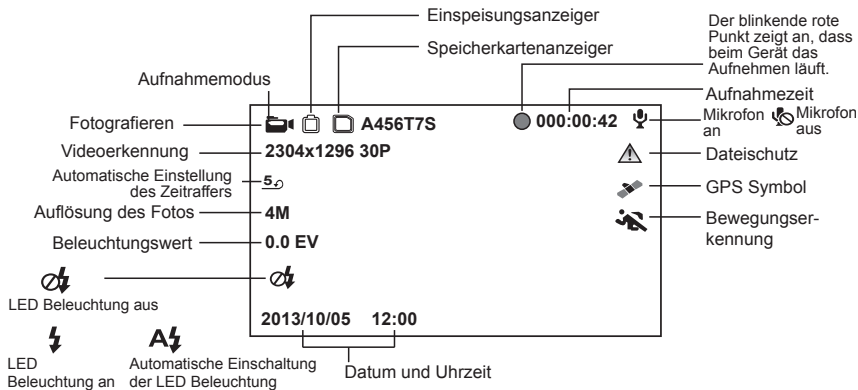 Einspeisungsanzeiger
Speicherkartenanzeiger
Der blinkende rote
Punkt zeigt an, dass
beim Gerät das
Aufnehmen läuft.
Aufnahmemodus
Aufnahmezeit
Fotografieren
A456T7S
000:00:42
Mikrofon
an
Mikrofon
aus
Videoerkennung
2304x1296 30P
Dateischutz
Automatische Einstellung
des Zeitraffers
5
GPS Symbol
Auflösung des Fotos
4M
Bewegungser-
kennung
Beleuchtungswert
0.0 EV
LED Beleuchtung aus
2013/10/05 12:00
A
LED
Beleuchtung an
Automatische Einschaltung
der LED Beleuchtung
Datum und Uhrzeit